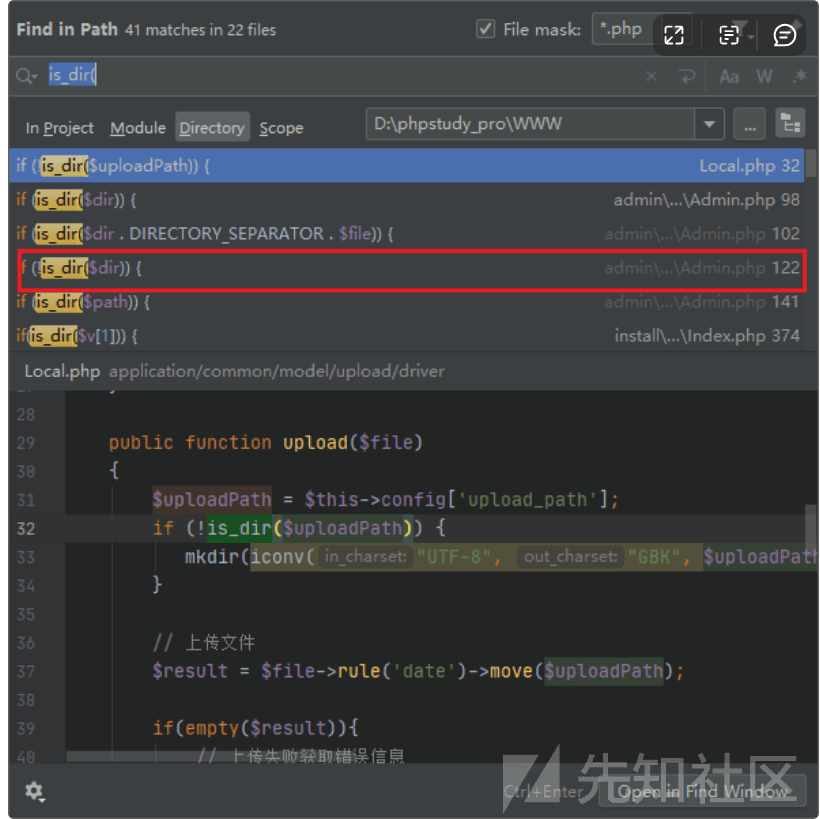 Find in Path 41 matches in 22 files File mask: *.php
is_dir( Aa W .*
In Project Module Directory Scope D:\phpstudy_pro\WWW ...
if (!is_dir($uploadPath)) { Local.php 32
if (is_dir($dir)) { admin\...\Admin.php 98
if (is_dir($dir . DIRECTORY_SEPARATOR . $file)) { admin\...\Admin.php 102
f (!is_dir($dir)) { admin\...\Admin.php 122
if (is_dir($path)) { admin\...\Admin.php 141
if(is_dir($v[1])) { install\...\Index.php 374
Local.php application/common/model/upload/driver
28
29 public function upload($file)
30 {
31 $uploadPath = $this->config['upload_path'];
32 if (!is_dir($uploadPath)) {
33 mkdir(iconv( in_charset: "UTF-8", out_charset: "GBK", $uploadPath
34 }
35
36 // 上传文件
37 $result = $file->rule('date')->move($uploadPath);
38
39 if(empty($result)){
40 // 上传失败获取错误信息
先知社区
Ctrl+Enter Open in Find Window